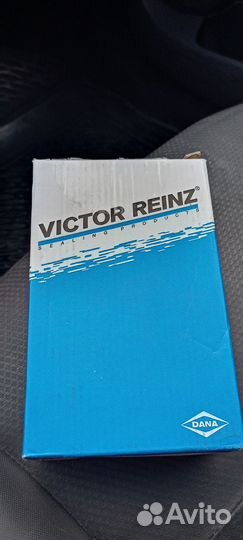 VICTOR REINZ®
SEALING PRODUCTS
DANA
Avito